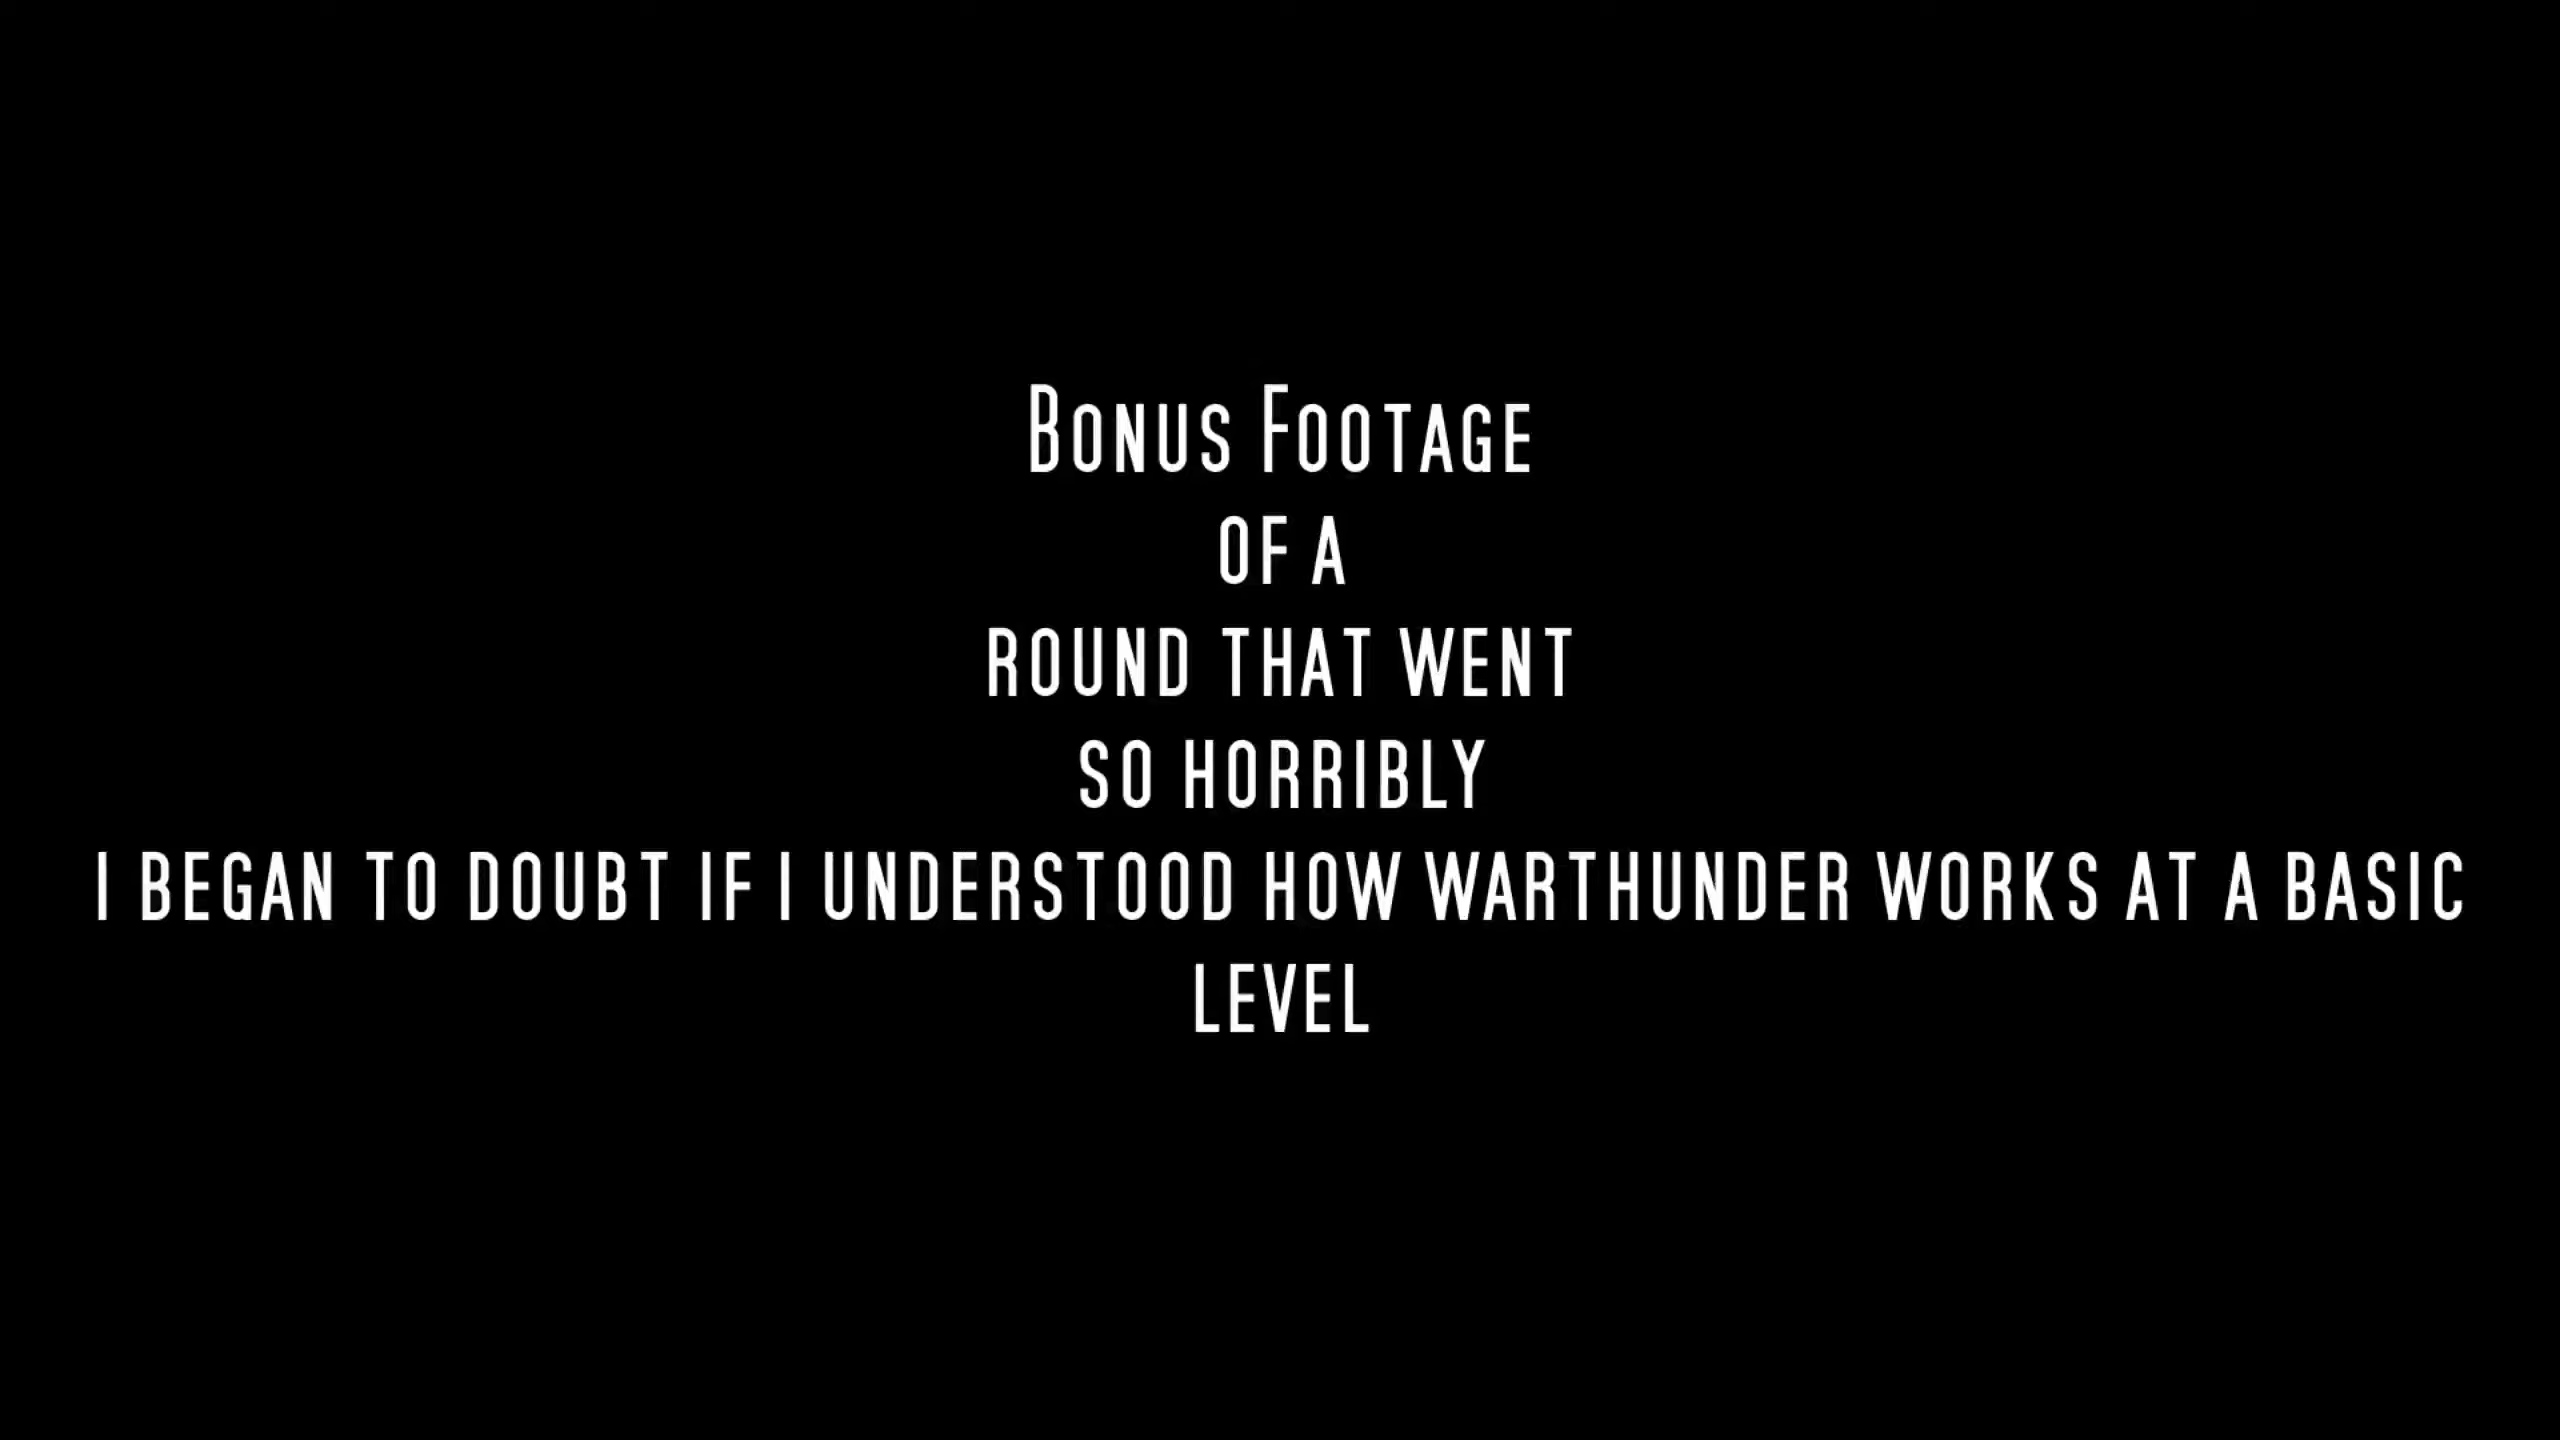 Bonus Footage
of a
round that went
so horribly
I began to doubt if I understood how Warthunder works at a basic
level